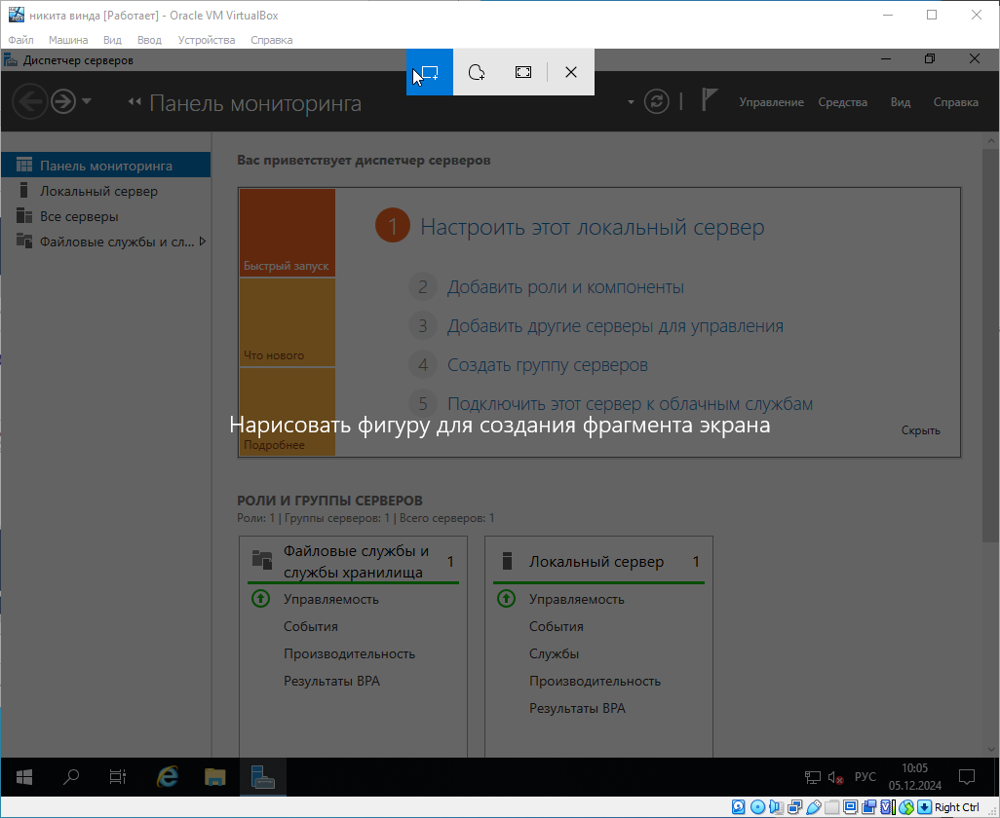 никита винда [Работает] - Oracle VM VirtualBox
Файл Машина Вид Ввод Устройства Справка
Диспетчер серверов
Панель мониторинга
Управление Средства Вид Справка
Панель мониторинга
Локальный сервер
Все серверы
Файловые службы и сл...
Вас приветствует диспетчер серверов
Быстрый запуск
Что нового
Подробнее
1 Настроить этот локальный сервер
2 Добавить роли и компоненты
3 Добавить другие серверы для управления
4 Создать группу серверов
5 Подключить этот сервер к облачным службам
Нарисовать фигуру для создания фрагмента экрана
Скрыть
РОЛИ И ГРУППЫ СЕРВЕРОВ
Роли: 1 | Группы серверов: 1 | Всего серверов: 1
Файловые службы и
службы хранилища 1
Управляемость
События
Производительность
Результаты BPA
Локальный сервер 1
Управляемость
События
Службы
Производительность
Результаты BPA
РУС
10:05
05.12.2024
Right Ctrl